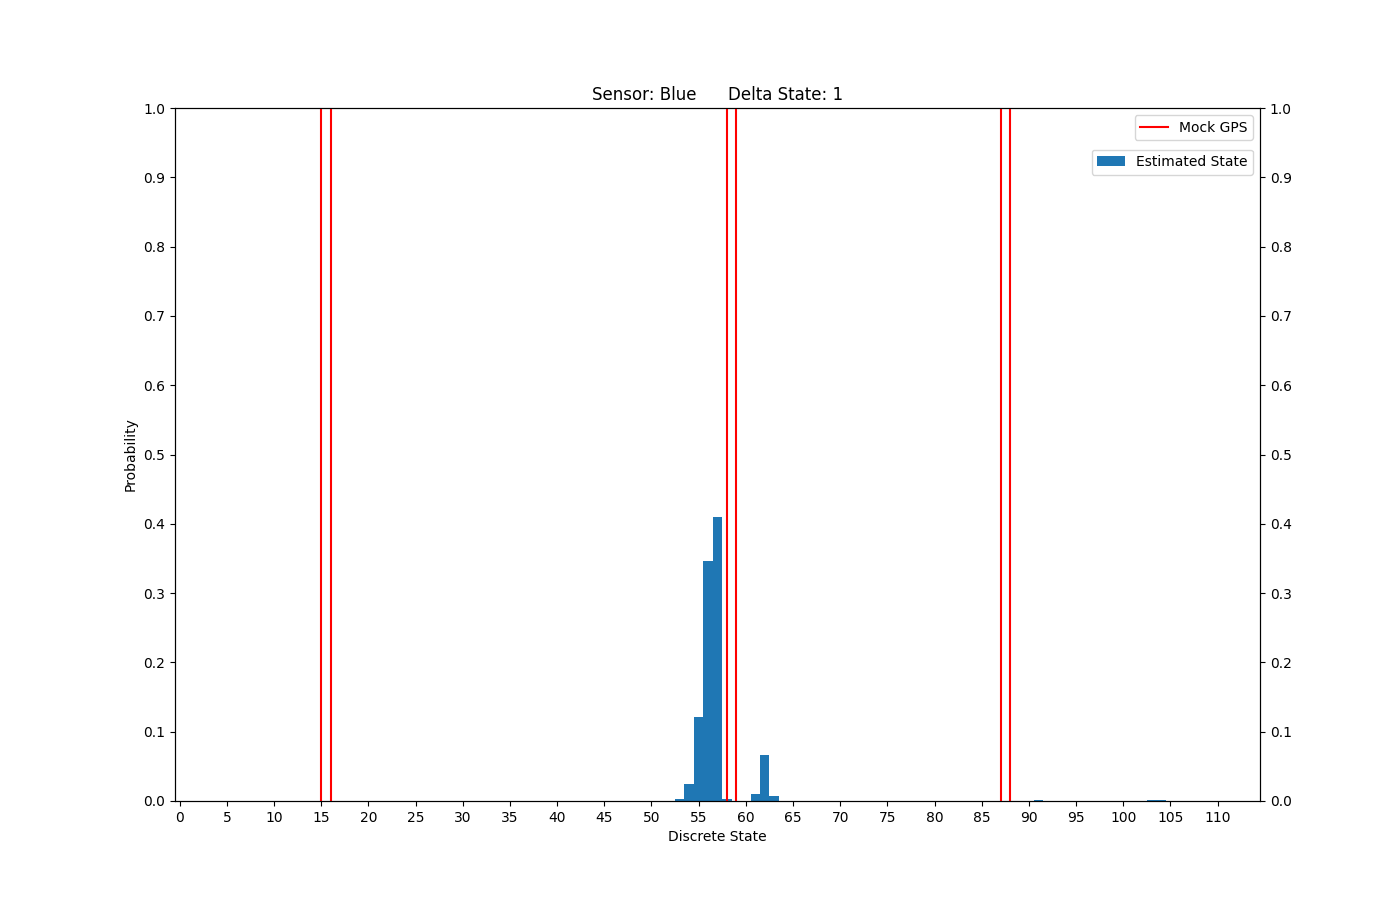 Sensor: Blue      Delta State: 1
1.0 1.0
Mock GPS
Estimated State
0.9 0.9
0.8 0.8
0.7 0.7
0.6 0.6
0.5 0.5
0.4 0.4
0.3 0.3
0.2 0.2
0.1 0.1
0.0 0.0
Probability
0 5 10 15 20 25 30 35 40 45 50 55 60 65 70 75 80 85 90 95 100 105 110
Discrete State